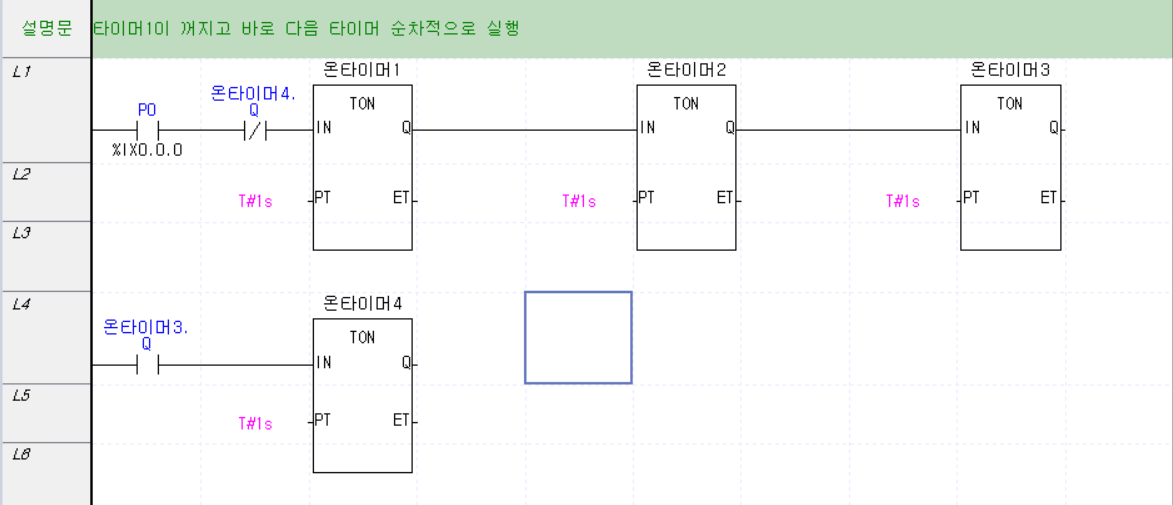 설명문 타이머1이 꺼지고 바로 다음 타이머 순차적으로 실행
L1
온타이머1 온타이머2 온타이머3
P0 온타이머4.
Q
TON TON TON
IN Q IN Q IN Q
%IX0.0.0
L2
T#1s PT ET T#1s PT ET T#1s PT ET
L3
L4
온타이머4
온타이머3.
Q
TON
IN Q
L5
T#1s PT ET
L6